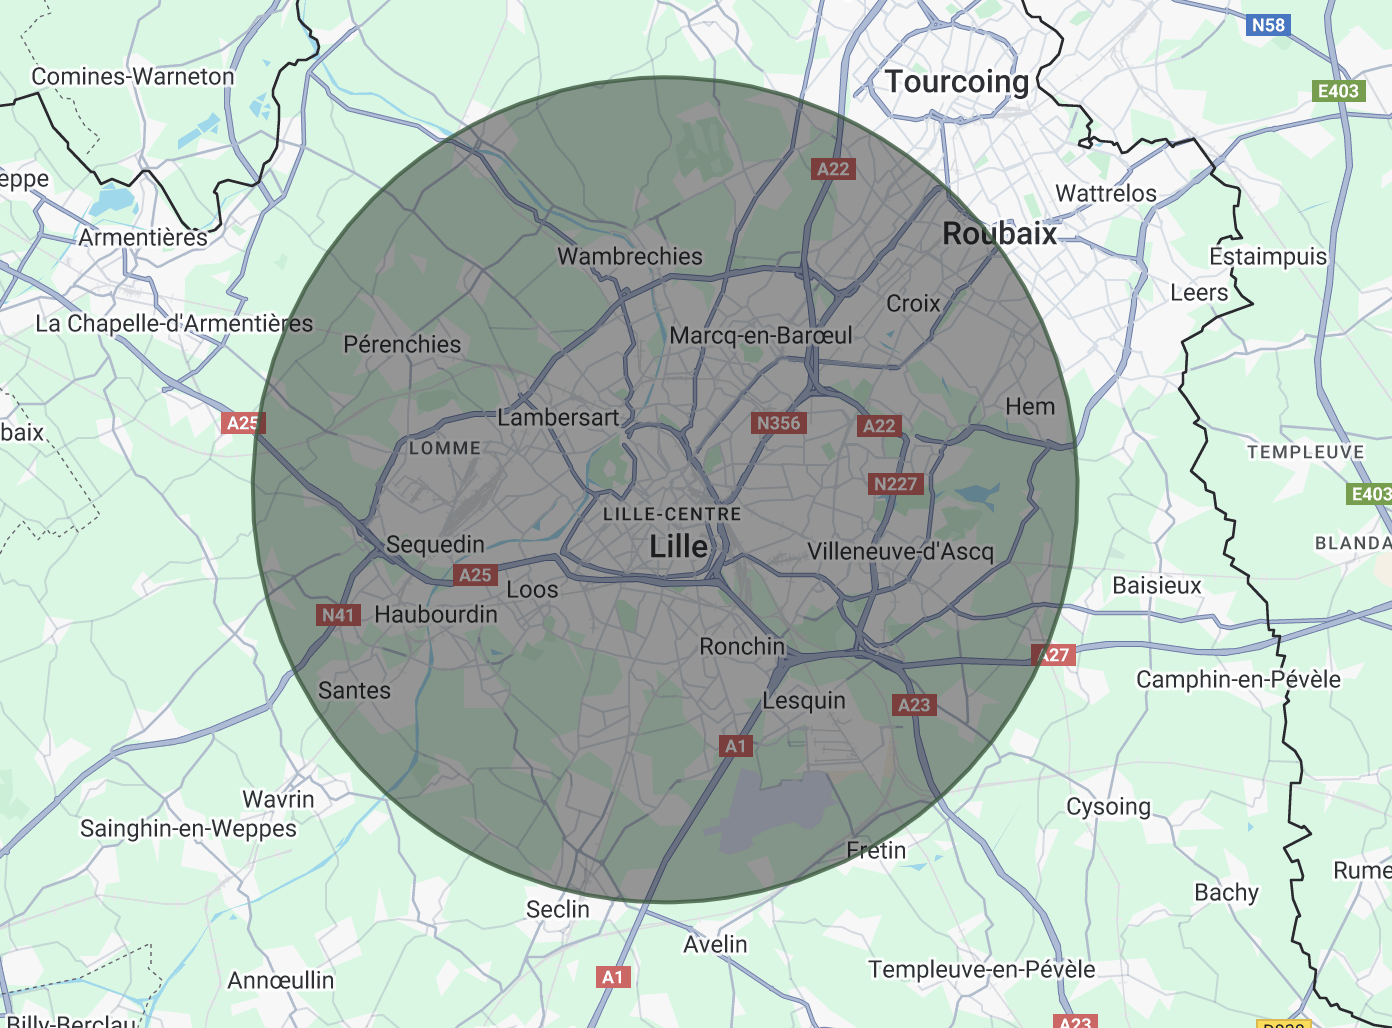 N58
Comines-Warneton
Tourcoing
E403
A22
eppe
Wattrelos
Armentières
Roubaix
Wambrechies
Estaimpuis
Leers
Croix
La Chapelle-d'Armentières
Pérenchies
Marcq-en-Barœul
Hem
Lambersart
A25
N356
A22
baix
LOMME
TEMPLEUVE
N227
E403
LILLE-CENTRE
Lille
Sequedin
Villeneuve-d'Ascq
BLANDA
A25
Loos
Baisieux
N41
Haubourdin
Ronchin
A27
Camphin-en-Pévèle
Santes
Lesquin
A23
A1
Wavrin
Cysoing
Sainghin-en-Weppes
Fretin
Rume
Bachy
Seclin
Avelin
Templeuve-en-Pévèle
A1
Annœullin
Billy-Berclau
A23